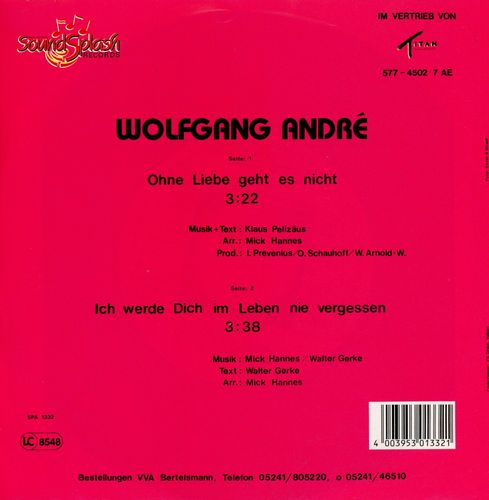 SoundSplash
RECORDS
IM VERTRIEB VON
TITAN
577 - 4502 7 AE
WOLFGANG ANDRÉ
Seite: 1
Ohne Liebe geht es nicht
3:22
Musik + Text : Klaus Pelizäus
Arr.: Mick Hannes
Prod.: I. Prevenius/O. Schauhoff/W. Arnold-W.
Seite: 2
Ich werde Dich im Leben nie vergessen
3:38
Musik : Mick Hannes / Walter Gerke
Text : Walter Gerke
Arr.: Mick Hannes
SPA 1332
LC 8548
4 003953 013321
Bestellungen VVA Bertelsmann, Telefon 05241/805220, o 05241/46510